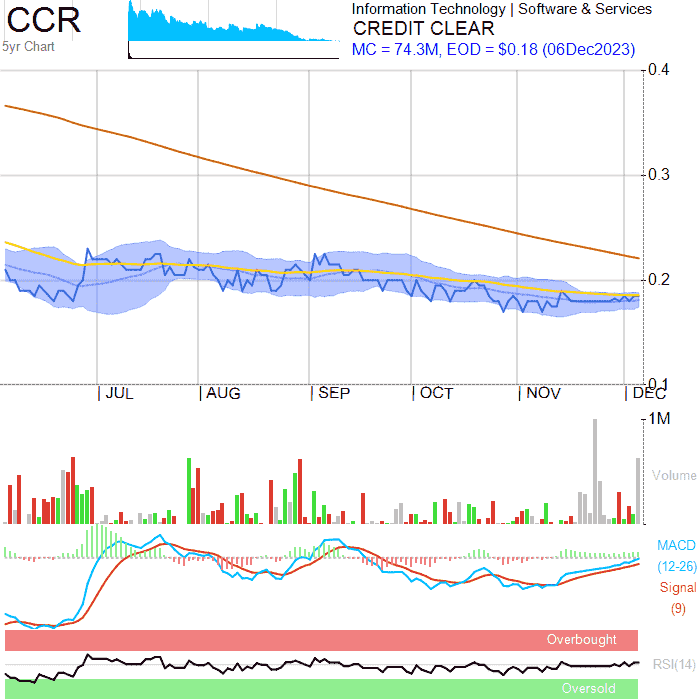 CCR
5yr Chart
Information Technology | Software & Services
CREDIT CLEAR
MC = 74.3M, EOD = $0.18 (06Dec2023)
0.4
0.3
0.2
0.1
JUL AUG SEP OCT NOV DEC
1M
Volume
MACD
(12-26)
Signal
(9)
Overbought
RSI(14)
Oversold